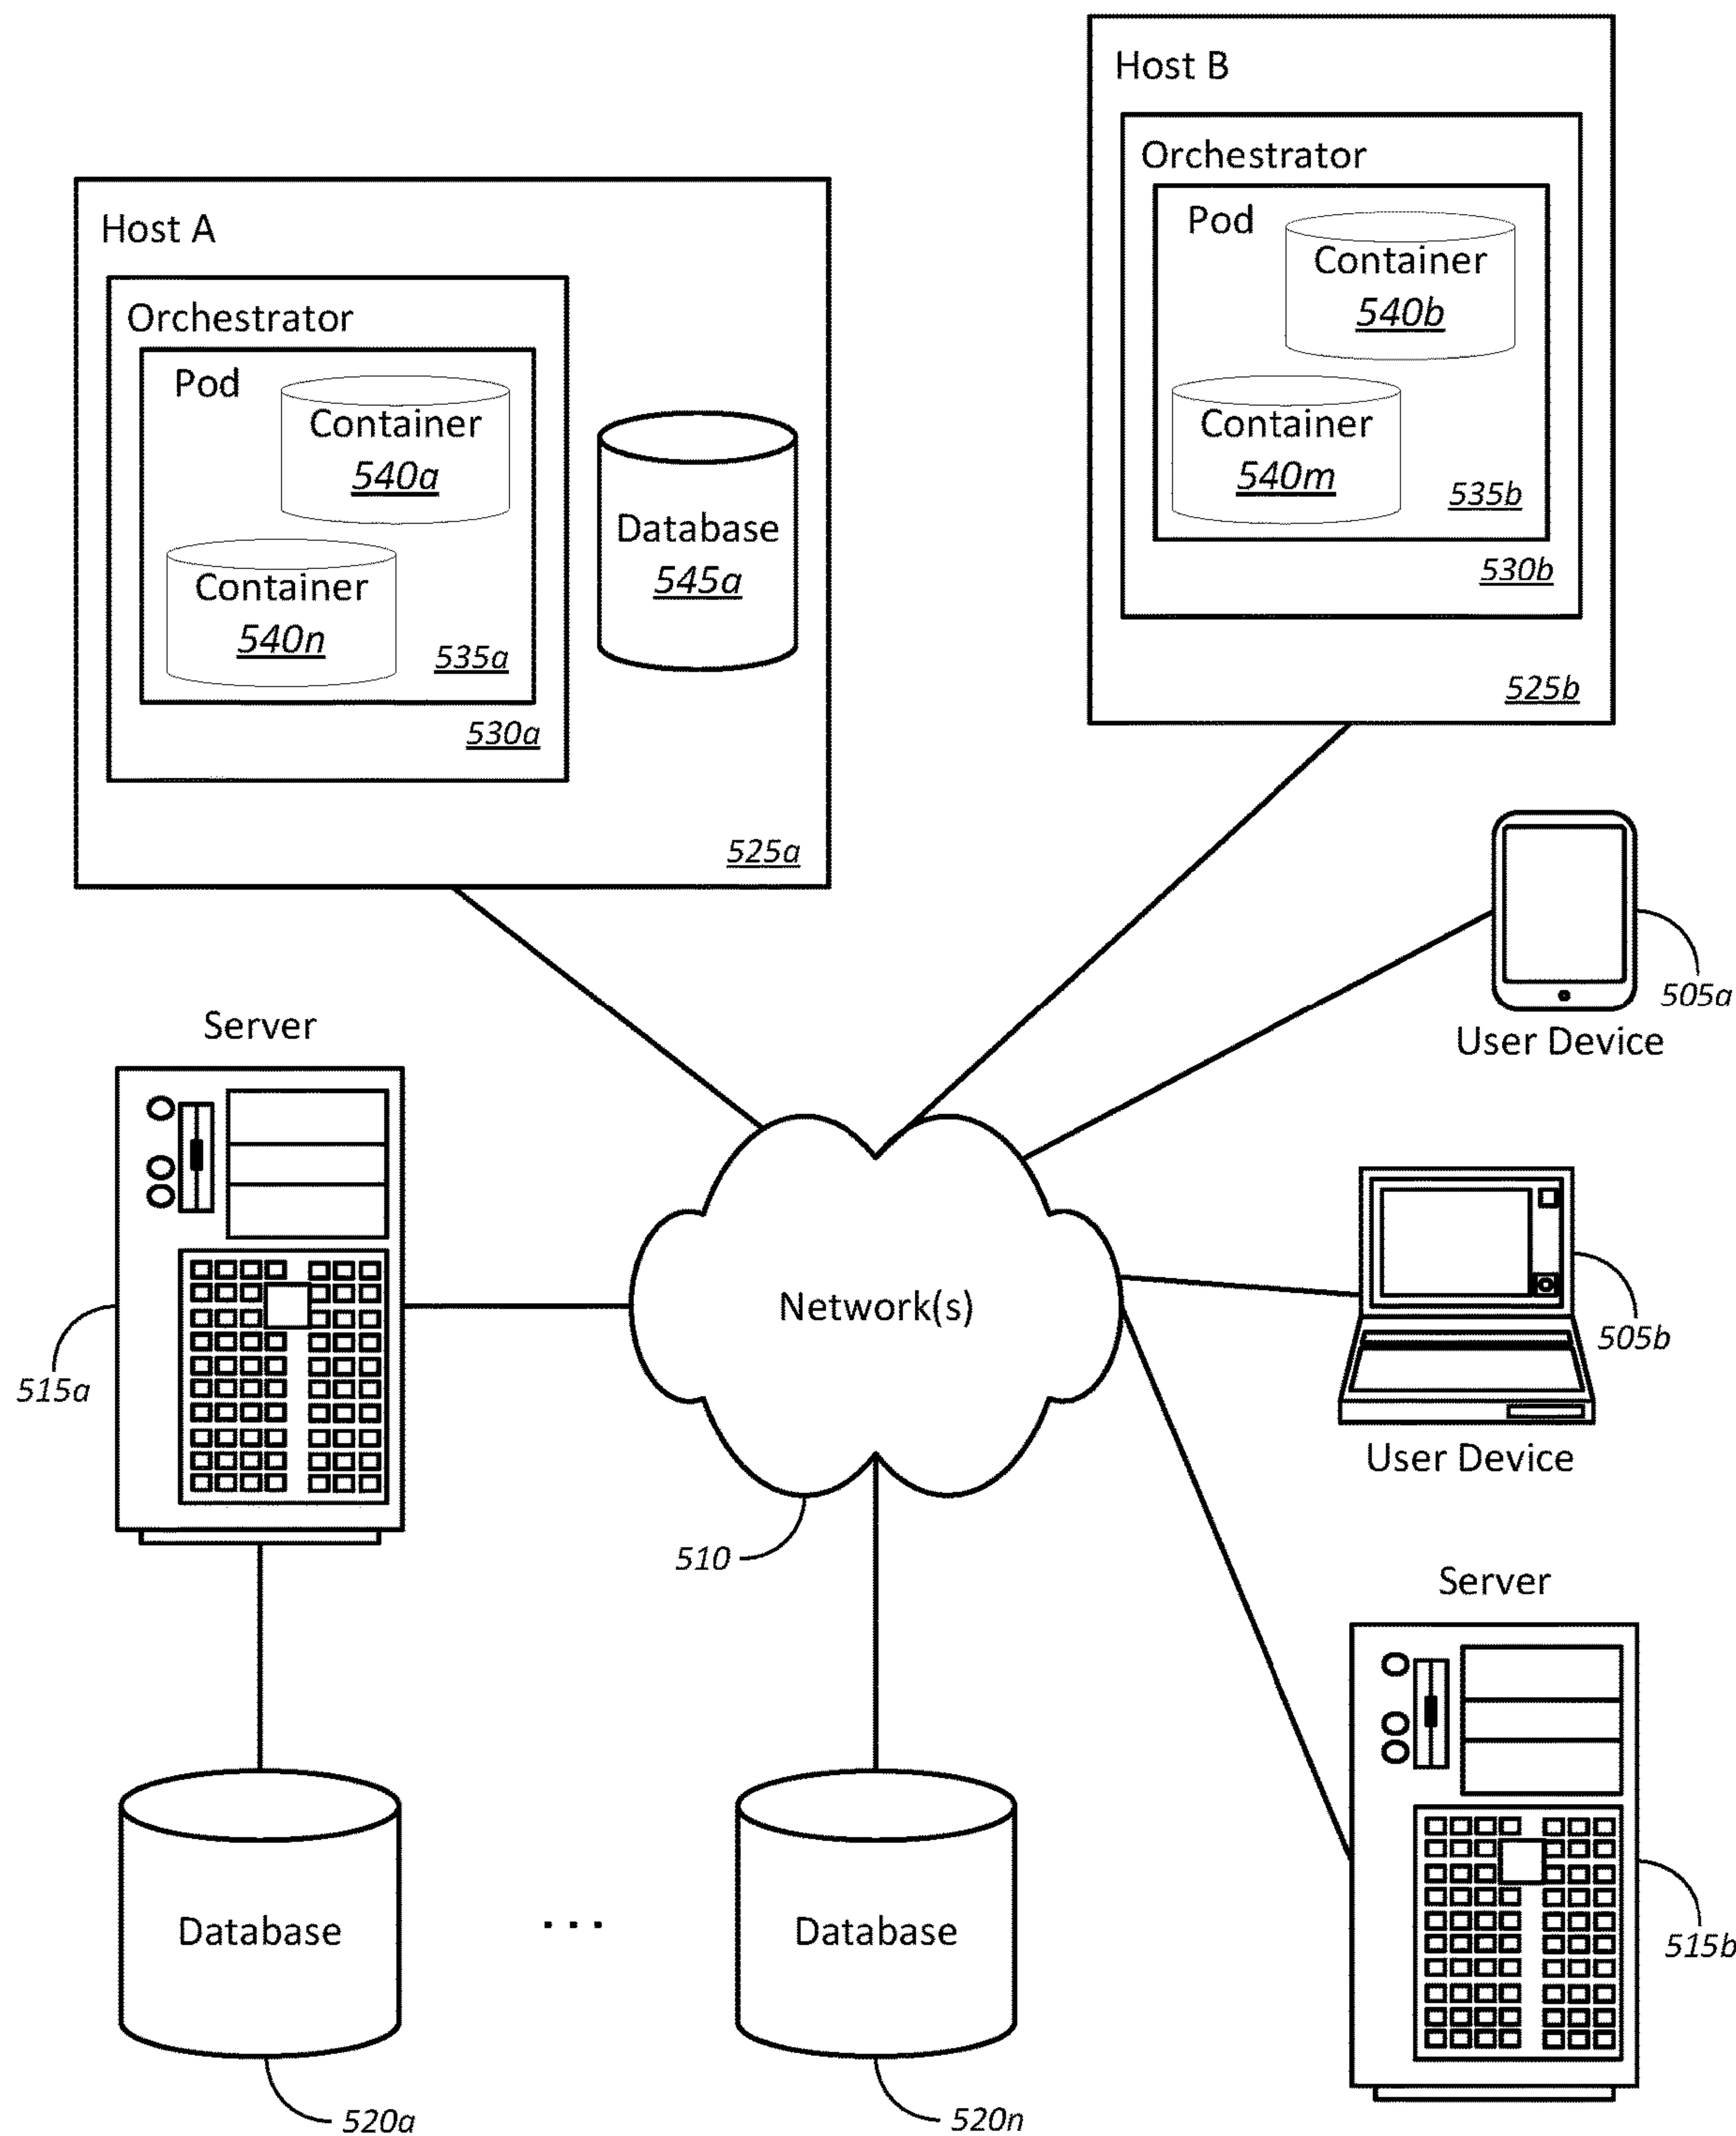 Host B
Orchestrator
Pod
Container
540b
Container
540m
535b
530b
525b
Host A
Orchestrator
Pod
Container
540a
Container
540n
535a
530a
Database
545a
525a
505a
User Device
Server
515a
Network(s)
510
505b
User Device
Server
515b
Database
520a
...
Database
520n